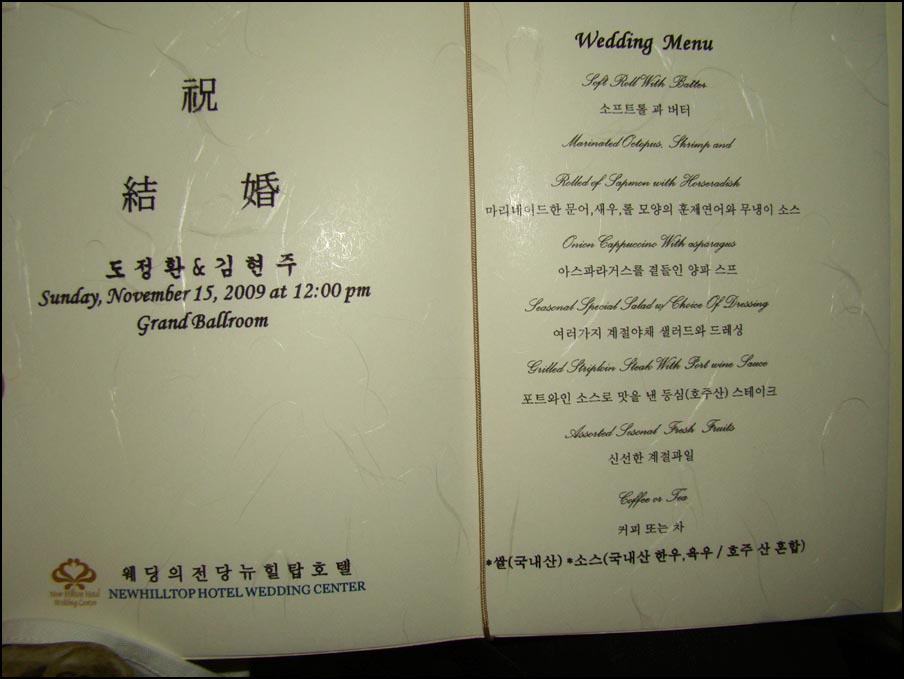 祝
結 婚
도정환&김현주
Sunday, November 15, 2009 at 12:00 pm
Grand Ballroom
New Hilltop Hotel
Wedding Center
웨딩의전당뉴힐탑호텔
NEWHILLTOP HOTEL WEDDING CENTER
Wedding Menu
Soft Roll With Batter
소프트롤 과 버터
Marinated Octopus, Shrimp and
Rolled of Sapmon with Horseradish
마리네이드한 문어,새우,롤 모양의 훈제연어와 무냉이 소스
Onion Cappuccino With asparagus
아스파라거스를 곁들인 양파 스프
Seasonal Special Salad w/ Choice Of Dressing
여러가지 계절야채 샐러드와 드레싱
Grilled Striploin Steak With Port wine Sauce
포트와인 소스로 맛을 낸 등심(호주산) 스테이크
Assorted Sesonal Fresh Fruits
신선한 계절과일
Coffee or Tea
커피 또는 차
*쌀(국내산) *소스(국내산 한우,육우 / 호주 산 혼합)